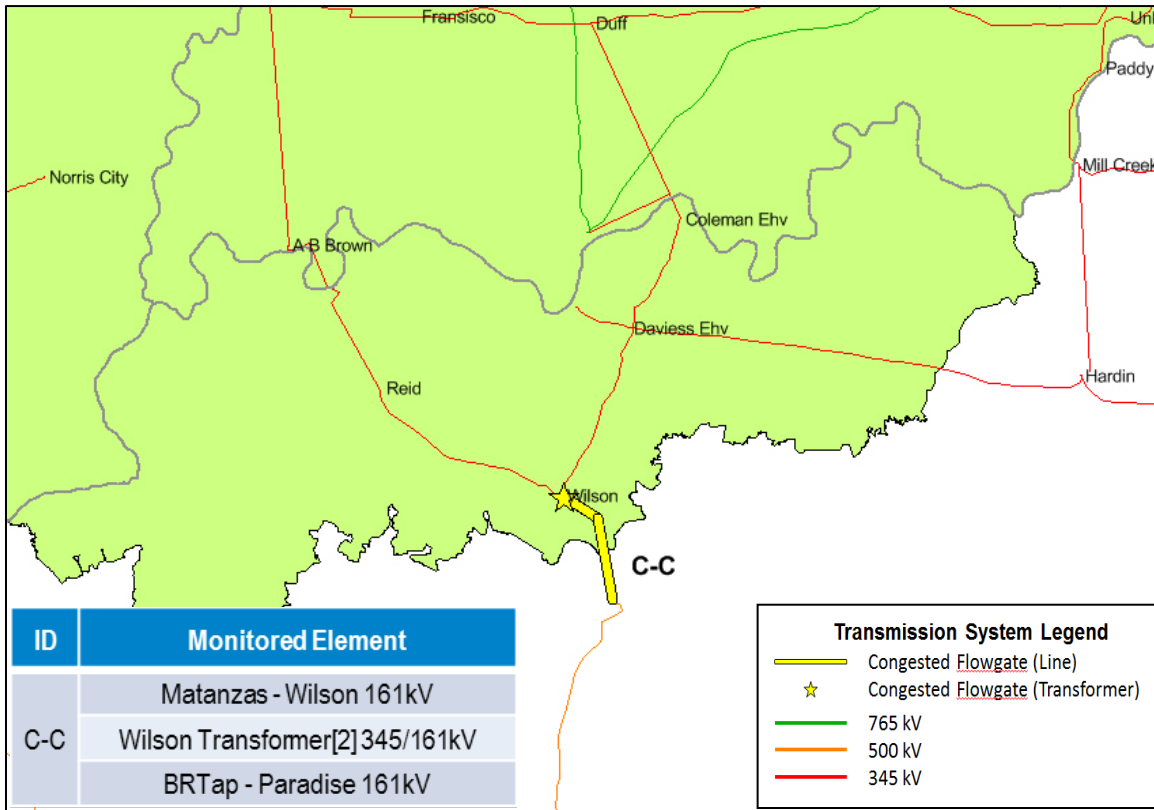 Fransisco
Duff
Paddy
Norris City
Mill Creek
A B Brown
Coleman Ehv
Daviess Ehv
Reid
Hardin
Wilson
C-C
ID Monitored Element
C-C
Matanzas - Wilson 161kV
Wilson Transformer[2] 345/161kV
BRTap - Paradise 161kV
Transmission System Legend
Congested Flowgate (Line)
Congested Flowgate (Transformer)
765 kV
500 kV
345 kV